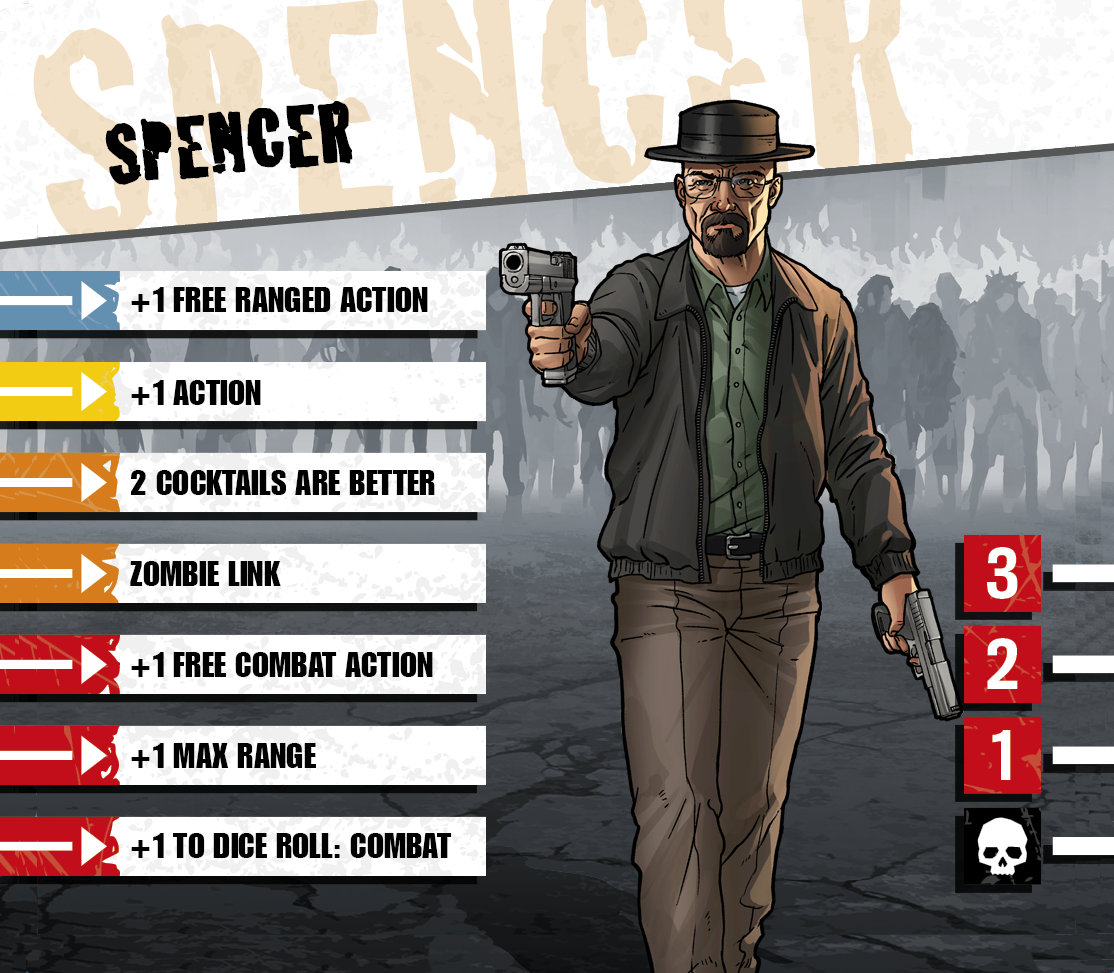 SPENCER
SPENCER
+1 FREE RANGED ACTION
+1 ACTION
2 COCKTAILS ARE BETTER
ZOMBIE LINK
+1 FREE COMBAT ACTION
+1 MAX RANGE
+1 TO DICE ROLL: COMBAT
3
2
1